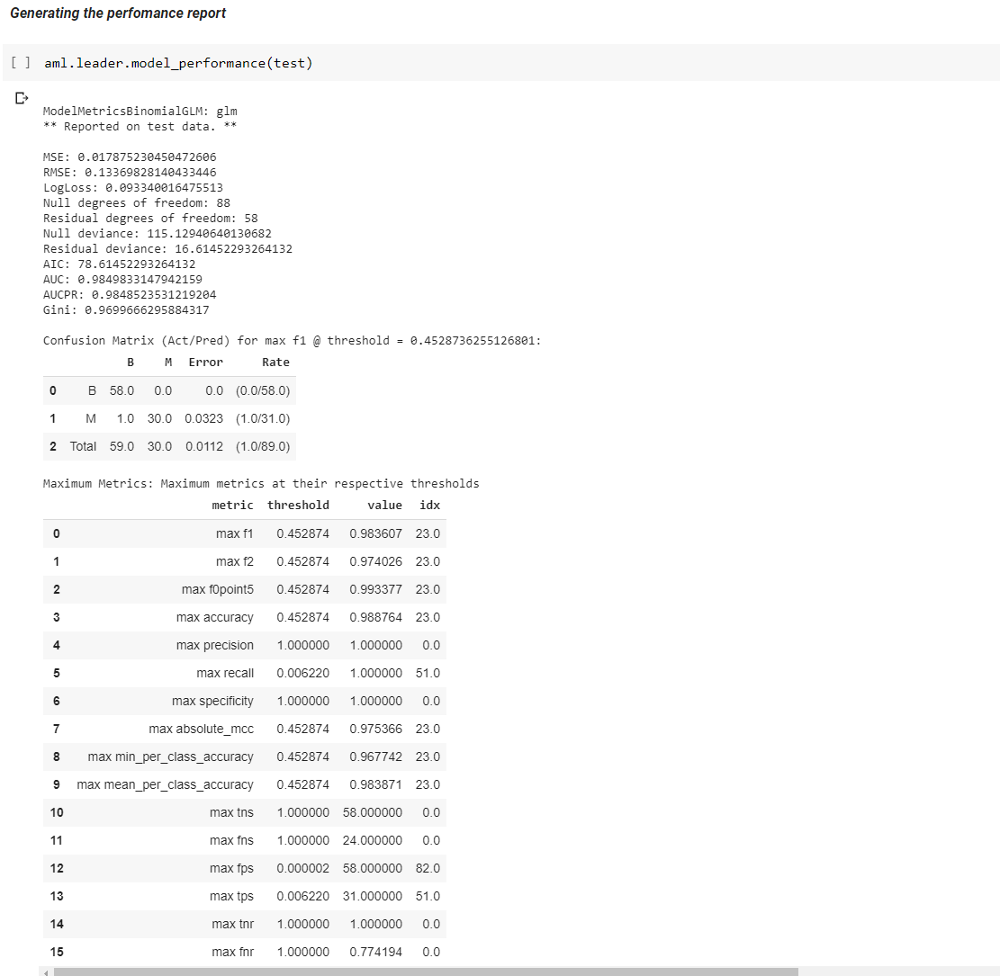 Generating the perfomance report
[ ] aml.leader.model_performance(test)
ModelMetricsBinomialGLM: glm
** Reported on test data. **
MSE: 0.017875230450472606
RMSE: 0.13369828140433446
LogLoss: 0.093340016475513
Null degrees of freedom: 88
Residual degrees of freedom: 58
Null deviance: 115.12940640130682
Residual deviance: 16.61452293264132
AIC: 78.61452293264132
AUC: 0.9849833147942159
AUCPR: 0.9848523531219204
Gini: 0.9699666295884317
Confusion Matrix (Act/Pred) for max f1 @ threshold = 0.4528736255126801:
B M Error Rate
0 B 58.0 0.0 0.0 (0.0/58.0)
1 M 1.0 30.0 0.0323 (1.0/31.0)
2 Total 59.0 30.0 0.0112 (1.0/89.0)
Maximum Metrics: Maximum metrics at their respective thresholds
metric threshold value idx
0 max f1 0.452874 0.983607 23.0
1 max f2 0.452874 0.974026 23.0
2 max f0point5 0.452874 0.993377 23.0
3 max accuracy 0.452874 0.988764 23.0
4 max precision 1.000000 1.000000 0.0
5 max recall 0.006220 1.000000 51.0
6 max specificity 1.000000 1.000000 0.0
7 max absolute_mcc 0.452874 0.975366 23.0
8 max min_per_class_accuracy 0.452874 0.967742 23.0
9 max mean_per_class_accuracy 0.452874 0.983871 23.0
10 max tns 1.000000 58.000000 0.0
11 max fns 1.000000 24.000000 0.0
12 max fps 0.000002 58.000000 82.0
13 max tps 0.006220 31.000000 51.0
14 max tnr 1.000000 1.000000 0.0
15 max fnr 1.000000 0.774194 0.0